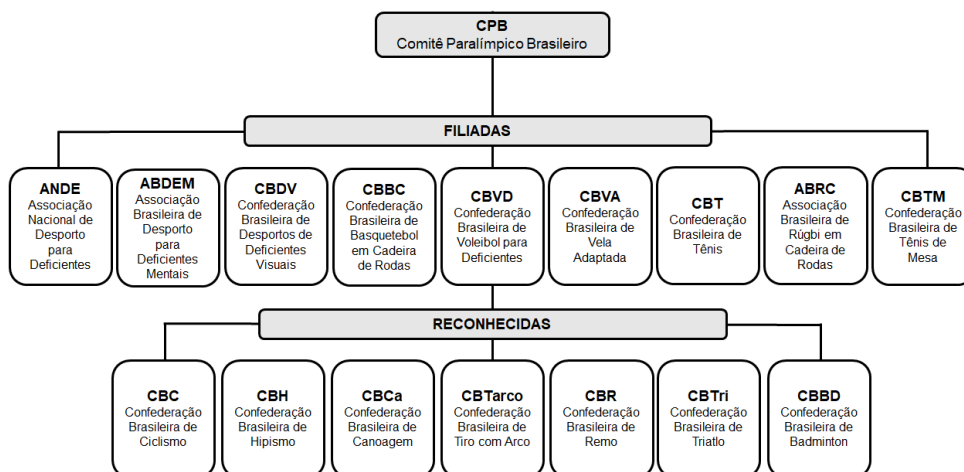 CPB
Comitê Paralímpico Brasileiro
FILIADAS
ANDE
Associação
Nacional de
Desporto
para
Deficientes
ABDEM
Associação
Brasileira de
Desporto
para
Deficientes
Mentais
CBDV
Confederação
Brasileira de
Desportos de
Deficientes
Visuais
CBBC
Confederação
Brasileira de
Basquetebol
em Cadeira
de Rodas
CBVD
Confederação
Brasileira de
Voleibol para
Deficientes
CBVA
Confederação
Brasileira de
Vela
Adaptada
CBT
Confederação
Brasileira de
Tênis
ABRC
Associação
Brasileira de
Rúgbi em
Cadeira de
Rodas
CBTM
Confederação
Brasileira de
Tênis de
Mesa
RECONHECIDAS
CBC
Confederação
Brasileira de
Ciclismo
CBH
Confederação
Brasileira de
Hipismo
CBCa
Confederação
Brasileira de
Canoagem
CBTarco
Confederação
Brasileira de
Tiro com Arco
CBR
Confederação
Brasileira de
Remo
CBTri
Confederação
Brasileira de
Triatlo
CBBD
Confederação
Brasileira de
Badminton